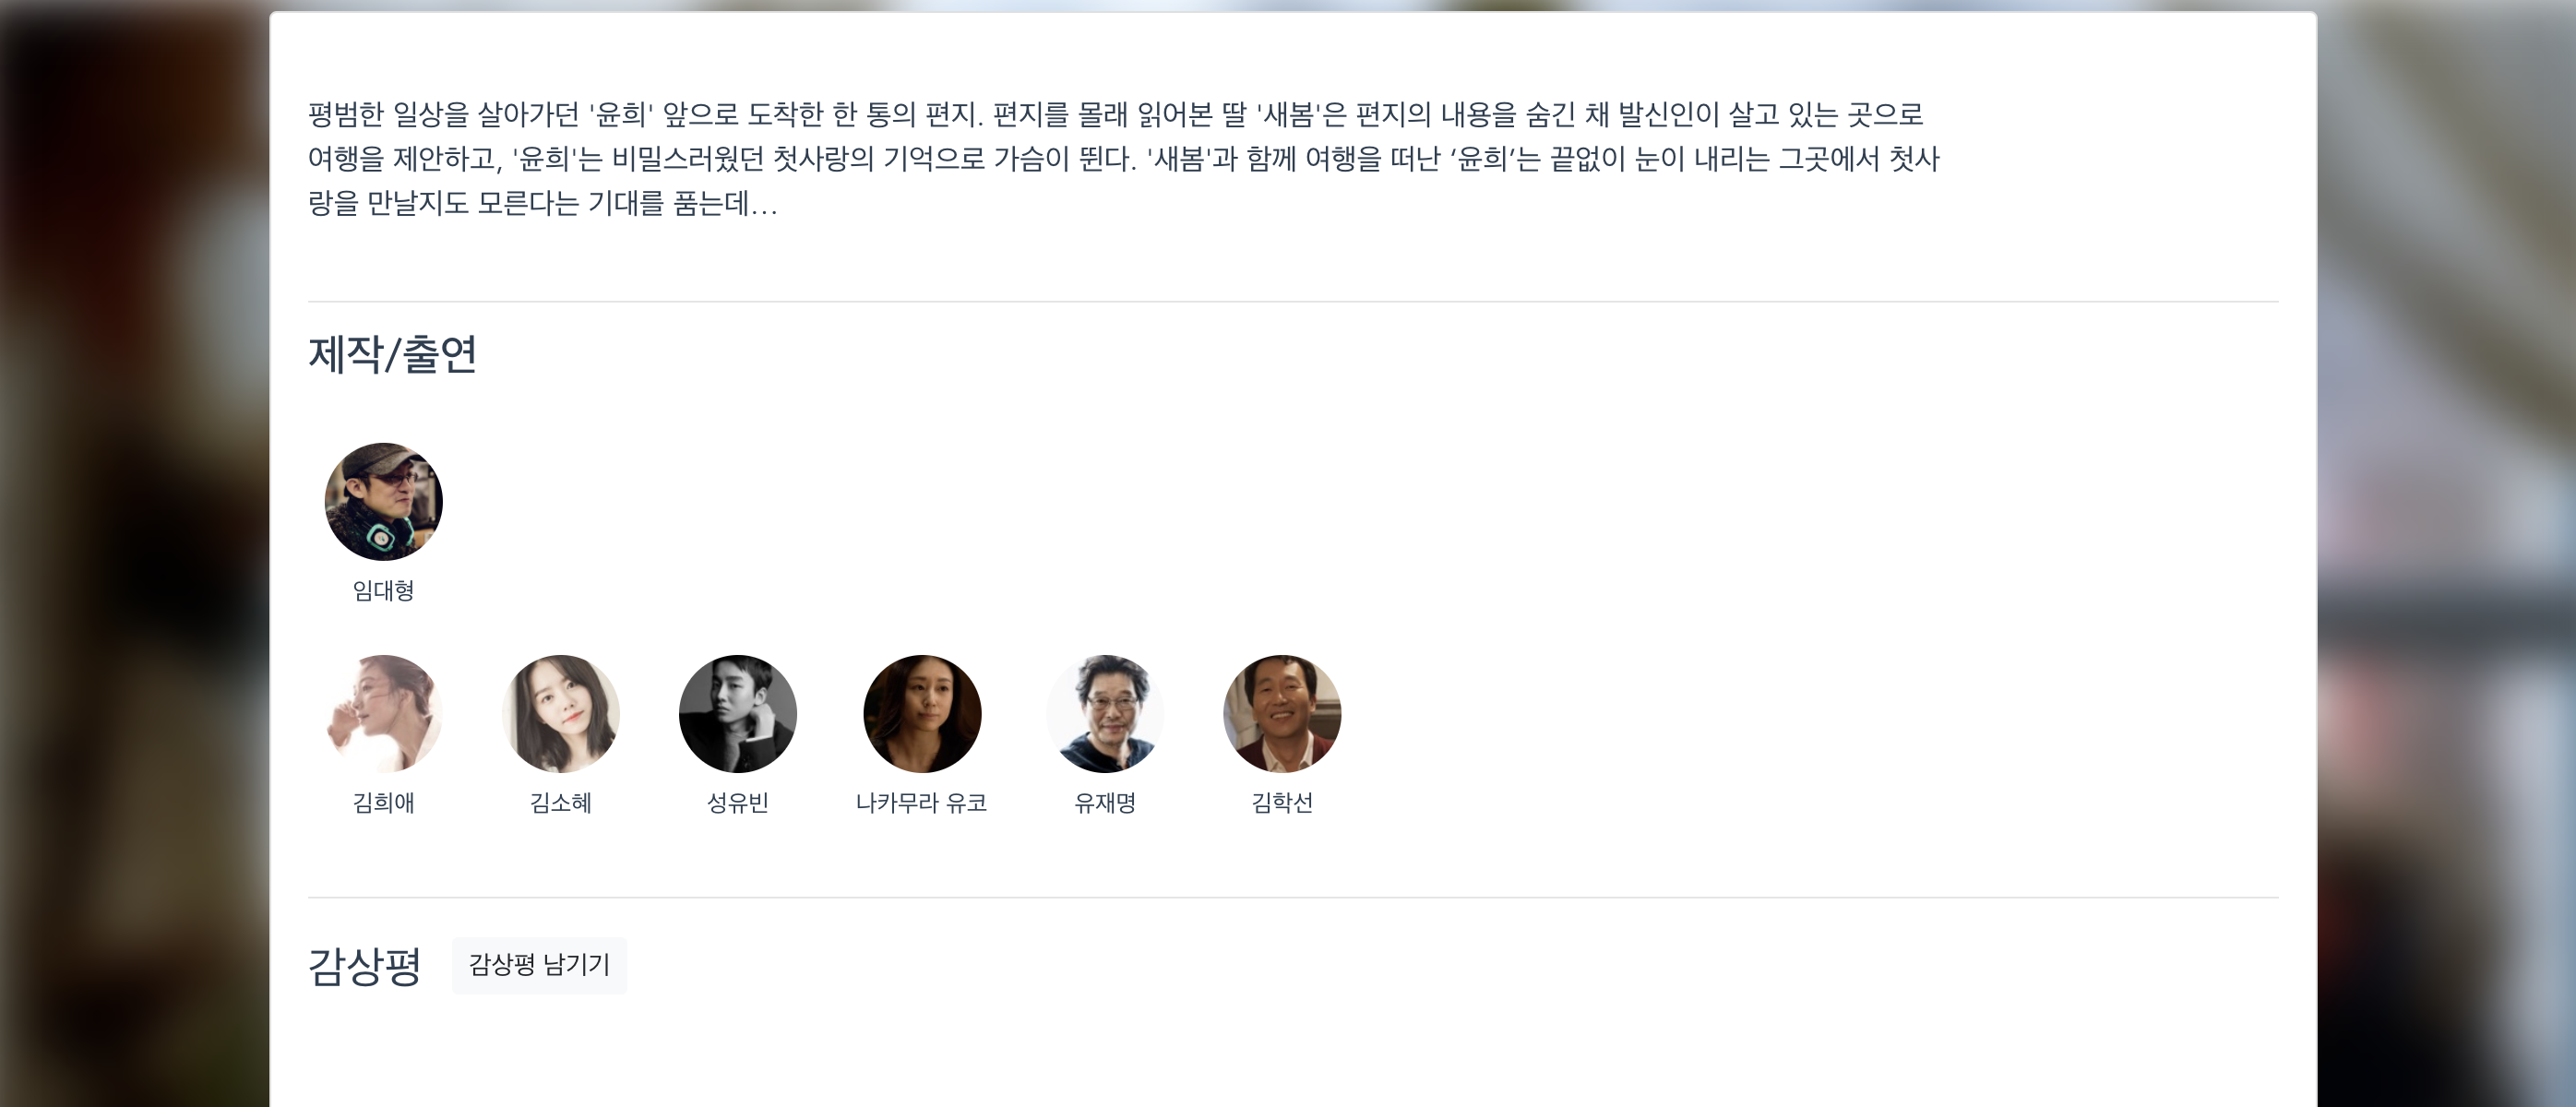 평범한 일상을 살아가던 '윤희' 앞으로 도착한 한 통의 편지. 편지를 몰래 읽어본 딸 '새봄'은 편지의 내용을 숨긴 채 발신인이 살고 있는 곳으로
여행을 제안하고, '윤희'는 비밀스러웠던 첫사랑의 기억으로 가슴이 뛴다. '새봄'과 함께 여행을 떠난 ‘윤희’는 끝없이 눈이 내리는 그곳에서 첫사
랑을 만날지도 모른다는 기대를 품는데…
제작/출연
임대형
김희애 김소혜 성유빈 나카무라 유코 유재명 김학선
감상평 감상평 남기기